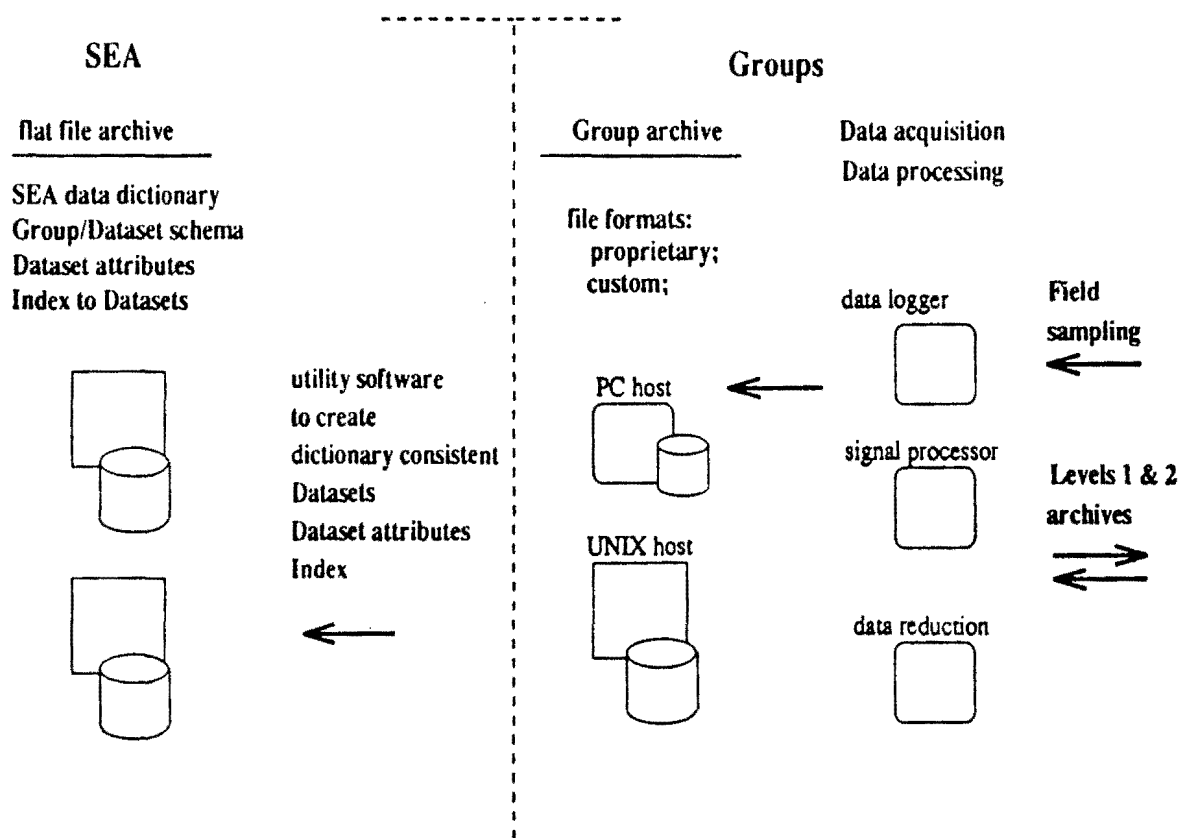 SEA
flat file archive
SEA data dictionary
Group/Dataset schema
Dataset attributes
Index to Datasets
utility software
to create
dictionary consistent
Datasets
Dataset attributes
Index
Groups
Group archive
file formats:
proprietary;
custom;
PC host
UNIX host
Data acquisition
Data processing
data logger
signal processor
data reduction
Field
sampling
Levels 1 & 2
archives